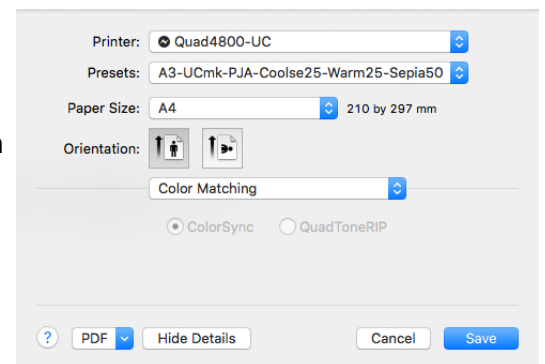 Printer: Quad4800-UC
Presets: A3-UCmk-PJA-Coolse25-Warm25-Sepia50
Paper Size: A4 210 by 297 mm
Orientation:
Color Matching
ColorSync QuadToneRIP
? PDF Hide Details Cancel Save